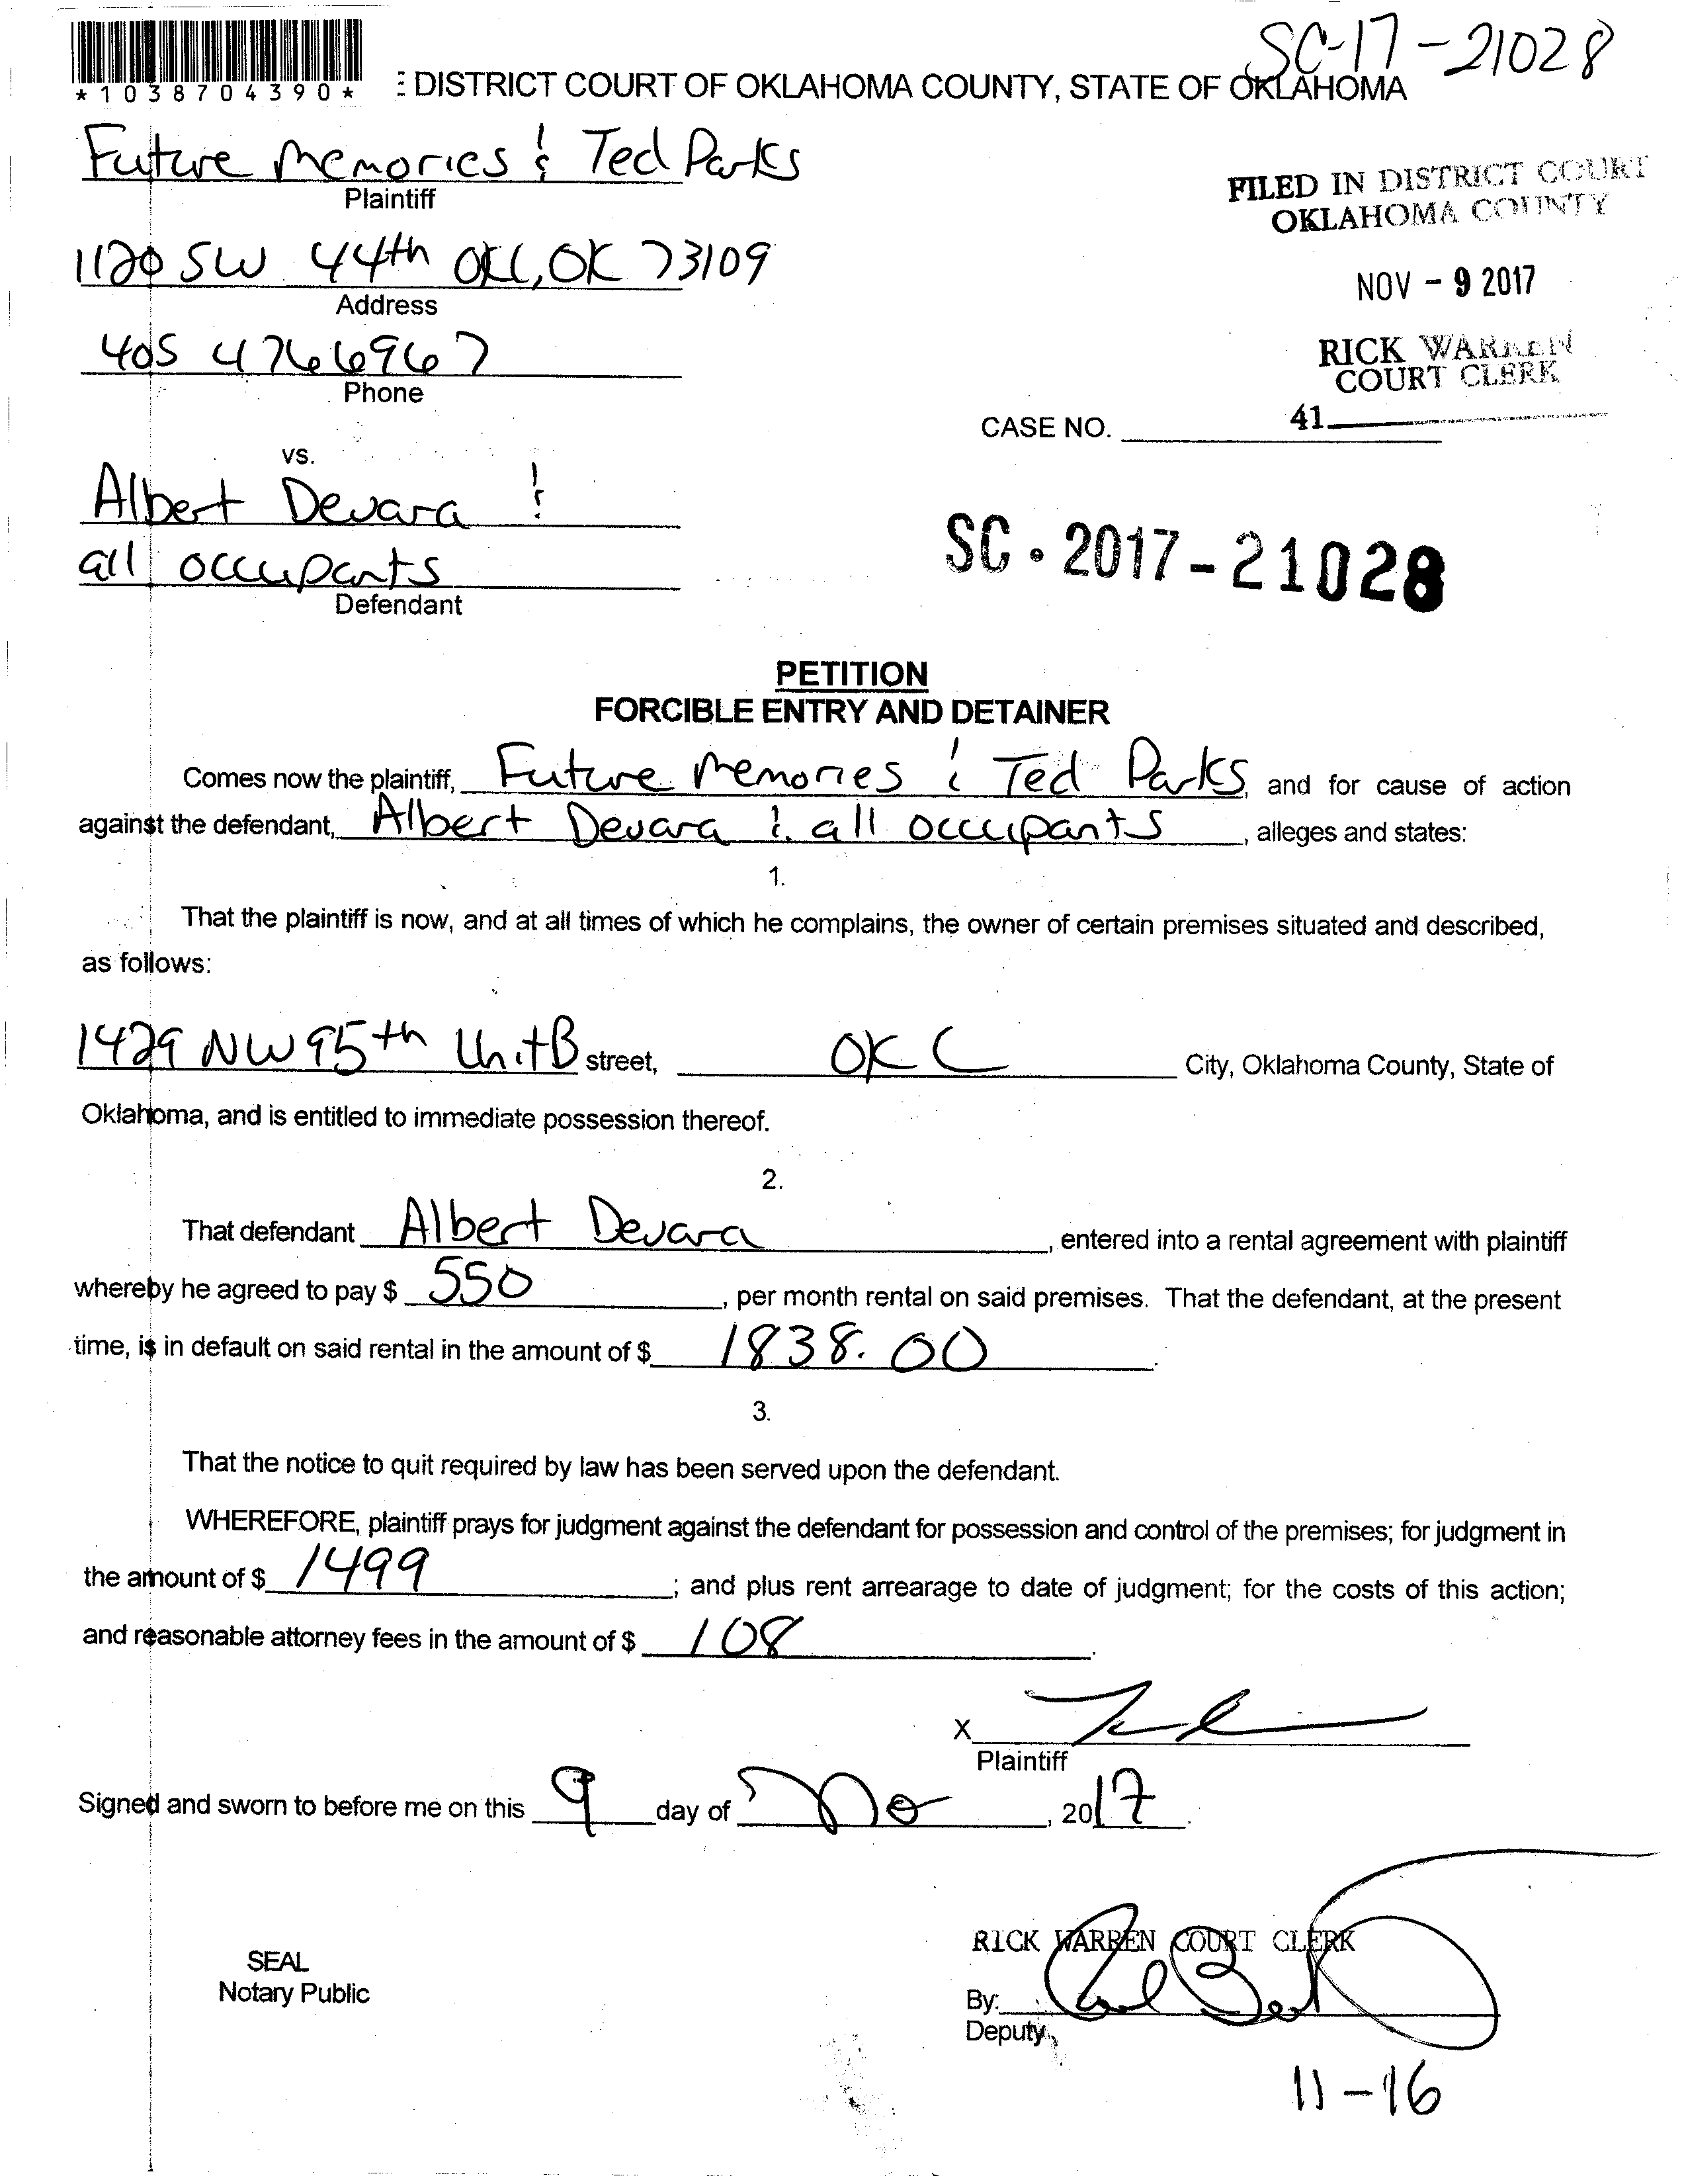 SC-17-21028
*1038704390*
E DISTRICT COURT OF OKLAHOMA COUNTY, STATE OF OKLAHOMA
Future Memories & Ted Parks
Plaintiff
FILED IN DISTRICT COURT
OKLAHOMA COUNTY
1120 SW 44th OKC, OK 73109
Address
NOV - 9 2017
405 4766967
Phone
RICK WARREN
COURT CLERK
41
CASE NO.
vs.
Albert Devara &
all occupants
Defendant
SC · 2017-21028
PETITION
FORCIBLE ENTRY AND DETAINER
Comes now the plaintiff, Future Memories & Ted Parks, and for cause of action
against the defendant, Albert Devara & all occupants, alleges and states:
1.
That the plaintiff is now, and at all times of which he complains, the owner of certain premises situated and described,
as follows:
1429 NW 95th Unit B street, OKC City, Oklahoma County, State of
Oklahoma, and is entitled to immediate possession thereof.
2.
That defendant Albert Devara, entered into a rental agreement with plaintiff
whereby he agreed to pay $ 550, per month rental on said premises. That the defendant, at the present
time, is in default on said rental in the amount of $ 1838.00.
3.
That the notice to quit required by law has been served upon the defendant.
WHEREFORE, plaintiff prays for judgment against the defendant for possession and control of the premises; for judgment in
the amount of $ 1499; and plus rent arrearage to date of judgment; for the costs of this action;
and reasonable attorney fees in the amount of $ 108.
X
Plaintiff
Signed and sworn to before me on this 9 day of No, 2017.
RICK WARREN COURT CLERK
SEAL
Notary Public
By:
Deputy
11-16